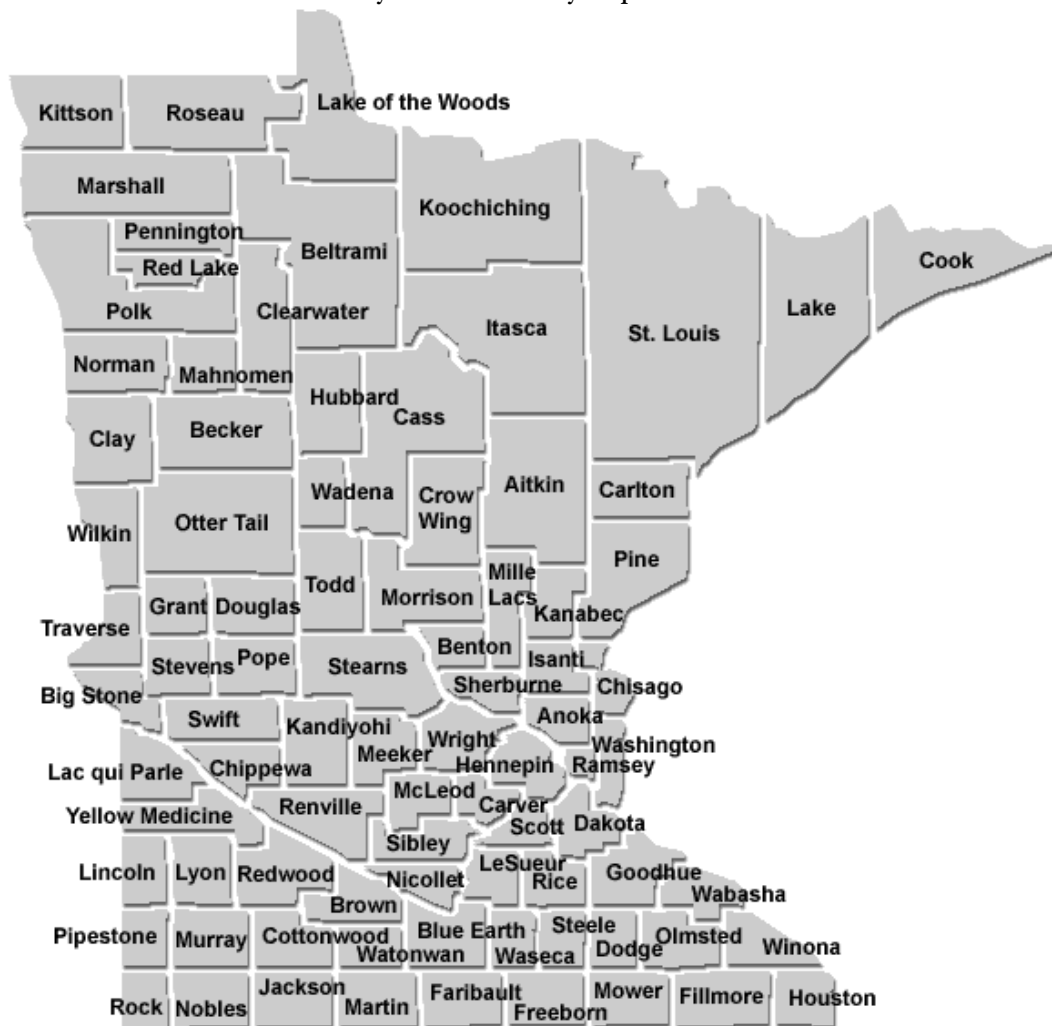 Kittson
Roseau
Lake of the Woods
Marshall
Koochiching
Pennington
Beltrami
Red Lake
Cook
Polk
Clearwater
Lake
Itasca
St. Louis
Norman
Mahnomen
Hubbard
Cass
Clay
Becker
Wadena
Crow
Wing
Aitkin
Carlton
Otter Tail
Wilkin
Pine
Mille
Lacs
Todd
Morrison
Grant
Douglas
Kanabec
Traverse
Benton
Isanti
Stevens
Pope
Stearns
Sherburne
Chisago
Big Stone
Swift
Kandiyohi
Anoka
Wright
Washington
Meeker
Hennepin
Ramsey
Lac qui Parle
Chippewa
McLeod
Carver
Renville
Yellow Medicine
Scott
Dakota
Sibley
LeSueur
Lincoln
Lyon
Redwood
Nicollet
Rice
Goodhue
Wabasha
Brown
Pipestone
Murray
Cottonwood
Watonwan
Blue Earth
Waseca
Steele
Dodge
Olmsted
Winona
Rock
Nobles
Jackson
Martin
Faribault
Freeborn
Mower
Fillmore
Houston